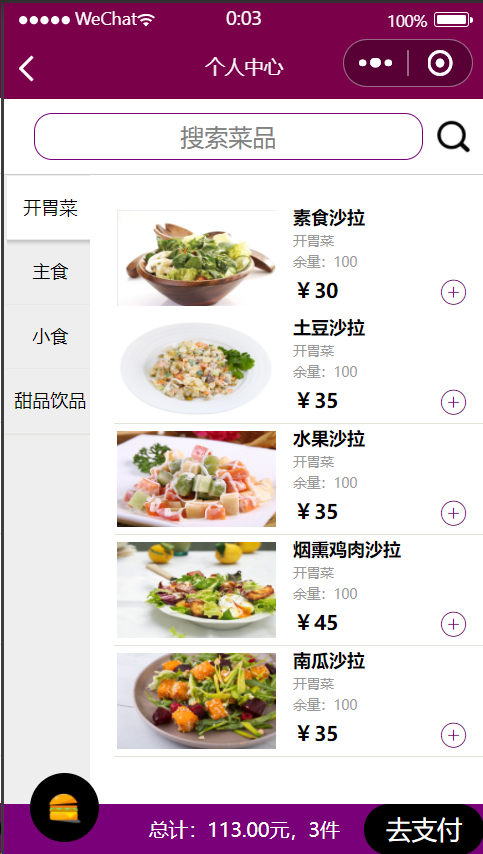 WeChat 0:03 100%
个人中心
搜索菜品
开胃菜
主食
小食
甜品饮品
素食沙拉
开胃菜
余量：100
￥30
土豆沙拉
开胃菜
余量：100
￥35
水果沙拉
开胃菜
余量：100
￥35
烟熏鸡肉沙拉
开胃菜
余量：100
￥45
南瓜沙拉
开胃菜
余量：100
￥35
总计：113.00元，3件
去支付